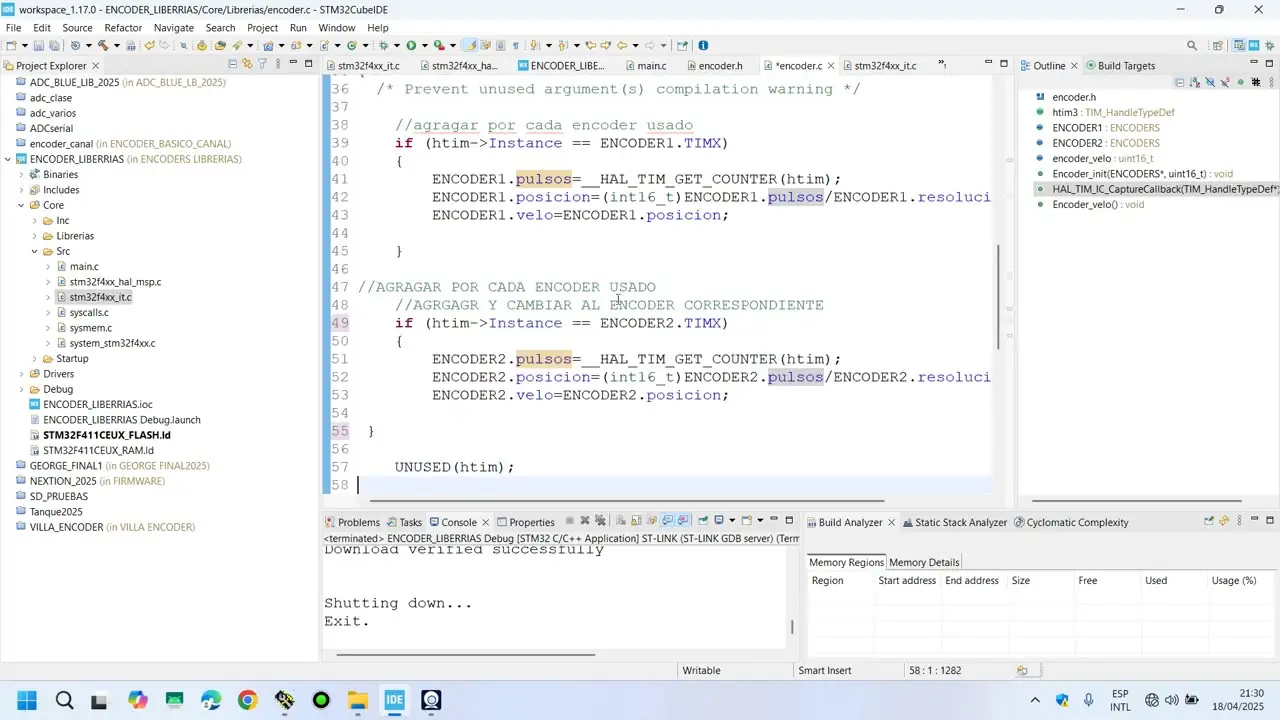 workspace_1.17.0 - ENCODER_LIBERRIAS/Core/Librerias/encoder.c - STM32CubeIDE
File Edit Source Refactor Navigate Search Project Run Window Help
Project Explorer
ADC_BLUE_LIB_2025 (in ADC_BLUE_LIB_2025)
adc_clase
adc_varios
ADCserial
encoder_canal (in ENCODER_BASICO_CANAL)
ENCODER_LIBERRIAS (in ENCODERS LIBRERIAS)
Binaries
Includes
Core
Inc
Librerias
Src
main.c
stm32f4xx_hal_msp.c
stm32f4xx_it.c
syscalls.c
sysmem.c
system_stm32f4xx.c
Startup
Drivers
Debug
ENCODER_LIBERRIAS.ioc
ENCODER_LIBERRIAS Debug.launch
STM32F411CEUX_FLASH.ld
STM32F411CEUX_RAM.ld
GEORGE_FINAL1 (in GEORGE FINAL2025)
NEXTION_2025 (in FIRMWARE)
SD_PRUEBAS
Tanque2025
VILLA_ENCODER (in VILLA ENCODER)
stm32f4xx_it.c stm32f4xx_ha... ENCODER_LIBE... main.c encoder.h *encoder.c stm32f4xx_it.c
36 /* Prevent unused argument(s) compilation warning */
37
38 //agragar por cada encoder usado
39 if (htim->Instance == ENCODER1.TIMX)
40 {
41 ENCODER1.pulsos=__HAL_TIM_GET_COUNTER(htim);
42 ENCODER1.posicion=(int16_t)ENCODER1.pulsos/ENCODER1.resoluci
43 ENCODER1.velo=ENCODER1.posicion;
44
45 }
46
47 //AGRAGAR POR CADA ENCODER USADO
48 //AGRGAGR Y CAMBIAR AL ENCODER CORRESPONDIENTE
49 if (htim->Instance == ENCODER2.TIMX)
50 {
51 ENCODER2.pulsos=__HAL_TIM_GET_COUNTER(htim);
52 ENCODER2.posicion=(int16_t)ENCODER2.pulsos/ENCODER2.resoluci
53 ENCODER2.velo=ENCODER2.posicion;
54
55 }
56
57 UNUSED(htim);
58
Outline Build Targets
encoder.h
htim3 : TIM_HandleTypeDef
ENCODER1 : ENCODERS
ENCODER2 : ENCODERS
encoder_velo : uint16_t
Encoder_init(ENCODERS*, uint16_t) : void
HAL_TIM_IC_CaptureCallback(TIM_HandleTypeDef*
Encoder_velo() : void
Problems Tasks Console Properties
<terminated> ENCODER_LIBERRIAS Debug [STM32 C/C++ Application] ST-LINK (ST-LINK GDB server) (Term
Download verified successfully
Shutting down...
Exit.
Build Analyzer Static Stack Analyzer Cyclomatic Complexity
Memory Regions Memory Details
Region Start address End address Size Free Used Usage (%)
Writable Smart Insert 58 : 1 : 1282
IDE
ESP
INTL
21:30
18/04/2025